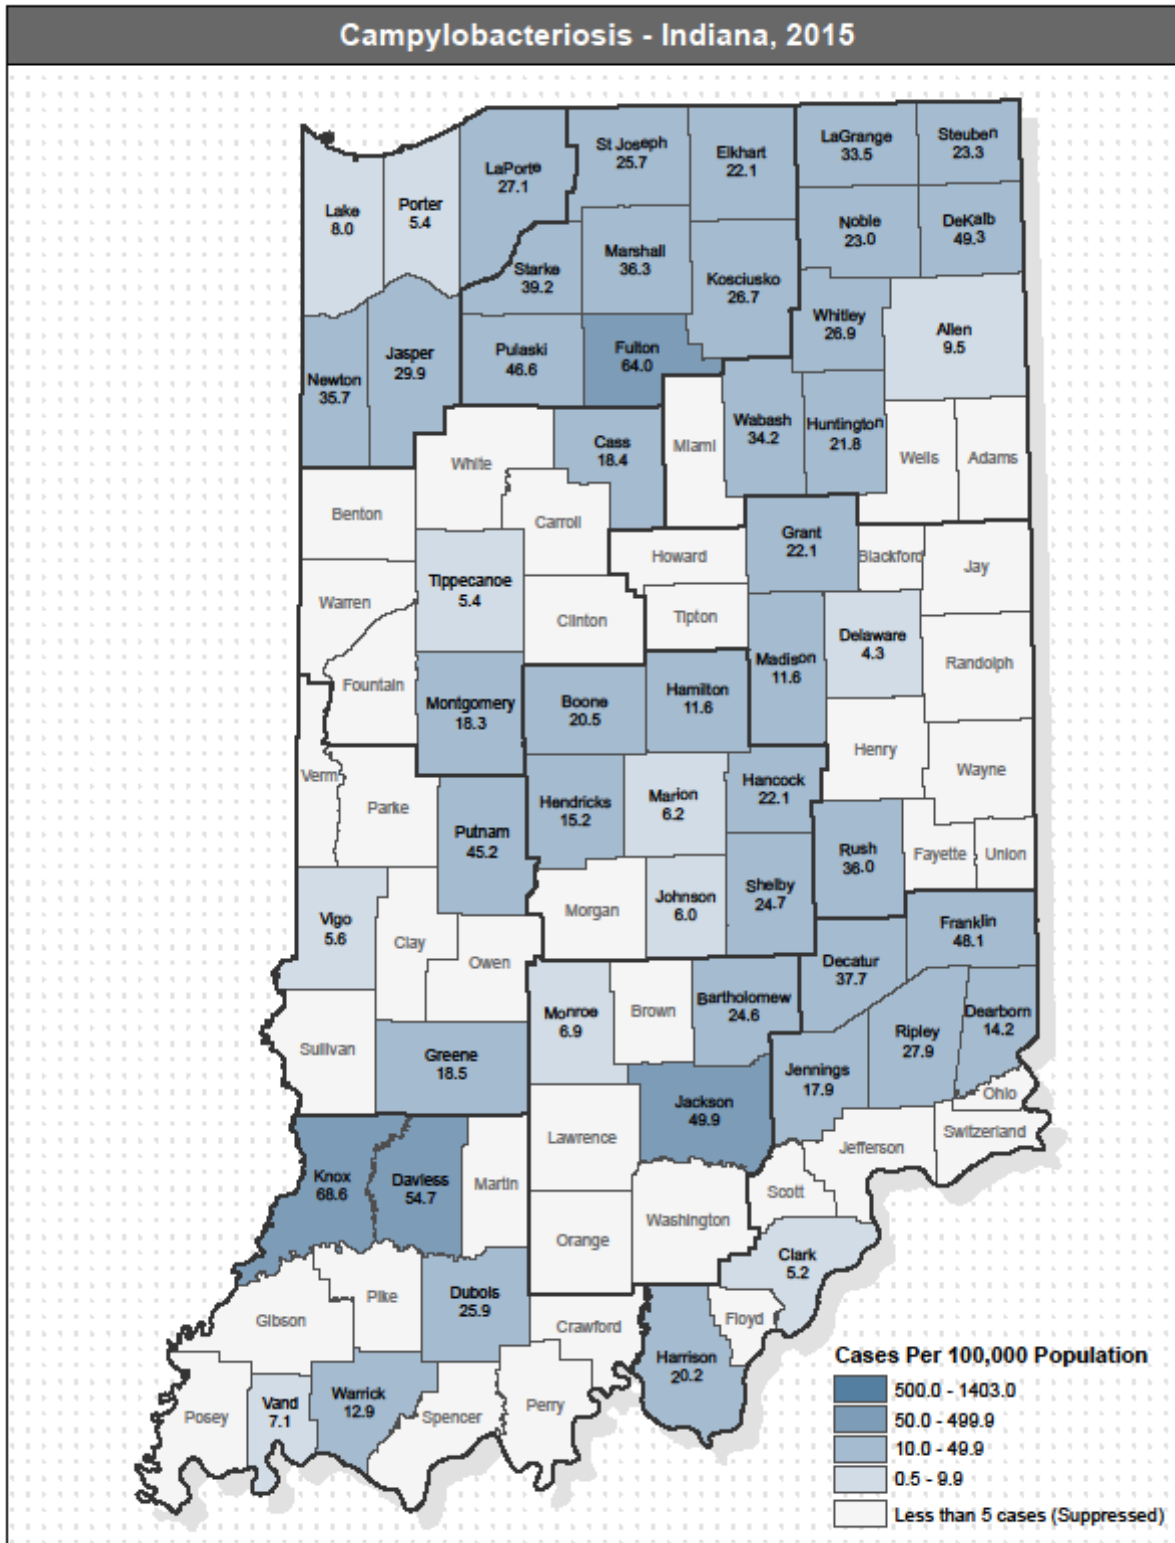 Campylobacteriosis - Indiana, 2015
LaGrange
33.5
Steuben
23.3
St Joseph
25.7
Elkhart
22.1
LaPorte
27.1
Lake
8.0
Porter
5.4
Noble
23.0
DeKalb
49.3
Starke
39.2
Marshall
36.3
Kosciusko
26.7
Whitley
26.9
Allen
9.5
Newton
35.7
Jasper
29.9
Pulaski
46.6
Fulton
64.0
White
Cass
18.4
Miami
Wabash
34.2
Huntington
21.8
Wells
Adams
Benton
Carroll
Howard
Grant
22.1
Blackford
Jay
Warren
Tippecanoe
5.4
Clinton
Tipton
Madison
11.6
Delaware
4.3
Randolph
Fountain
Montgomery
18.3
Boone
20.5
Hamilton
11.6
Henry
Wayne
Verm
Parke
Putnam
45.2
Hendricks
15.2
Marion
6.2
Hancock
22.1
Rush
36.0
Fayette
Union
Vigo
5.6
Clay
Owen
Morgan
Johnson
6.0
Shelby
24.7
Franklin
48.1
Decatur
37.7
Monroe
6.9
Brown
Bartholomew
24.6
Dearborn
14.2
Ripley
27.9
Sullivan
Greene
18.5
Jennings
17.9
Ohio
Switzerland
Jackson
49.9
Lawrence
Jefferson
Knox
68.6
Daviess
54.7
Martin
Scott
Washington
Orange
Clark
5.2
Gibson
Pike
Dubois
25.9
Crawford
Floyd
Harrison
20.2
Posey
Vand
7.1
Warrick
12.9
Spencer
Perry
Cases Per 100,000 Population
500.0 - 1403.0
50.0 - 499.9
10.0 - 49.9
0.5 - 9.9
Less than 5 cases (Suppressed)